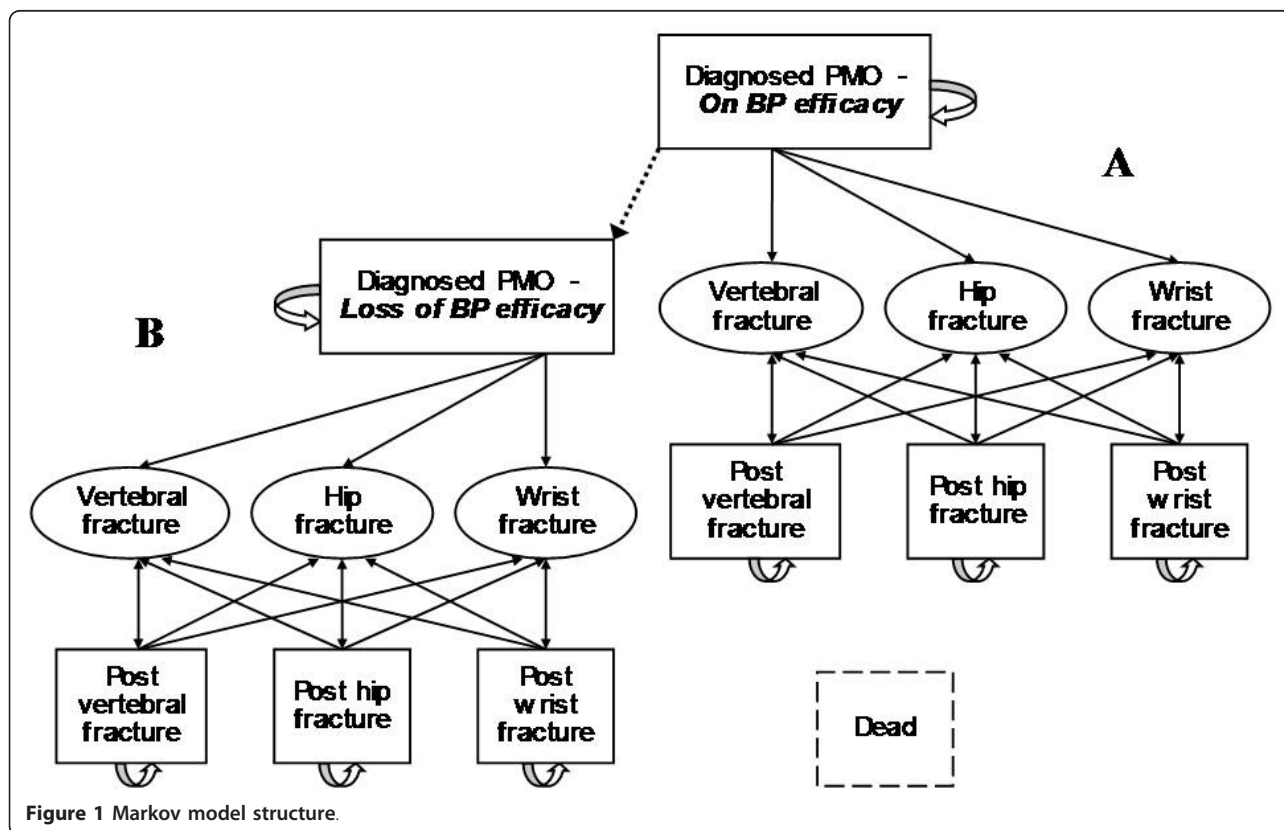 Diagnosed PMO -
On BP efficacy
A
Diagnosed PMO -
Loss of BP efficacy
B
Vertebral
fracture
Hip
fracture
Wrist
fracture
Post
vertebral
fracture
Post hip
fracture
Post
wrist
fracture
Vertebral
fracture
Hip
fracture
Wrist
fracture
Post
vertebral
fracture
Post hip
fracture
Post
wrist
fracture
Dead
Figure 1 Markov model structure.